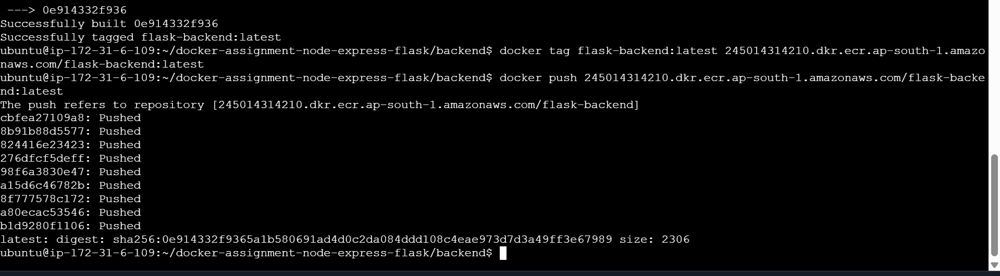 ---> 0e914332f936
Successfully built 0e914332f936
Successfully tagged flask-backend:latest
ubuntu@ip-172-31-6-109:~/docker-assignment-node-express-flask/backend$ docker tag flask-backend:latest 245014314210.dkr.ecr.ap-south-1.amazo
naws.com/flask-backend:latest
ubuntu@ip-172-31-6-109:~/docker-assignment-node-express-flask/backend$ docker push 245014314210.dkr.ecr.ap-south-1.amazonaws.com/flask-backe
nd:latest
The push refers to repository [245014314210.dkr.ecr.ap-south-1.amazonaws.com/flask-backend]
cbfea27109a8: Pushed
8b91b88d5577: Pushed
824416e23423: Pushed
276dfcf5deff: Pushed
98f6a3830e47: Pushed
a15d6c46782b: Pushed
8f777578c172: Pushed
a80ecac53546: Pushed
b1d9280f1106: Pushed
latest: digest: sha256:0e914332f9365a1b580691ad4d0c2da084ddd108c4eae973d7d3a49ff3e67989 size: 2306
ubuntu@ip-172-31-6-109:~/docker-assignment-node-express-flask/backend$